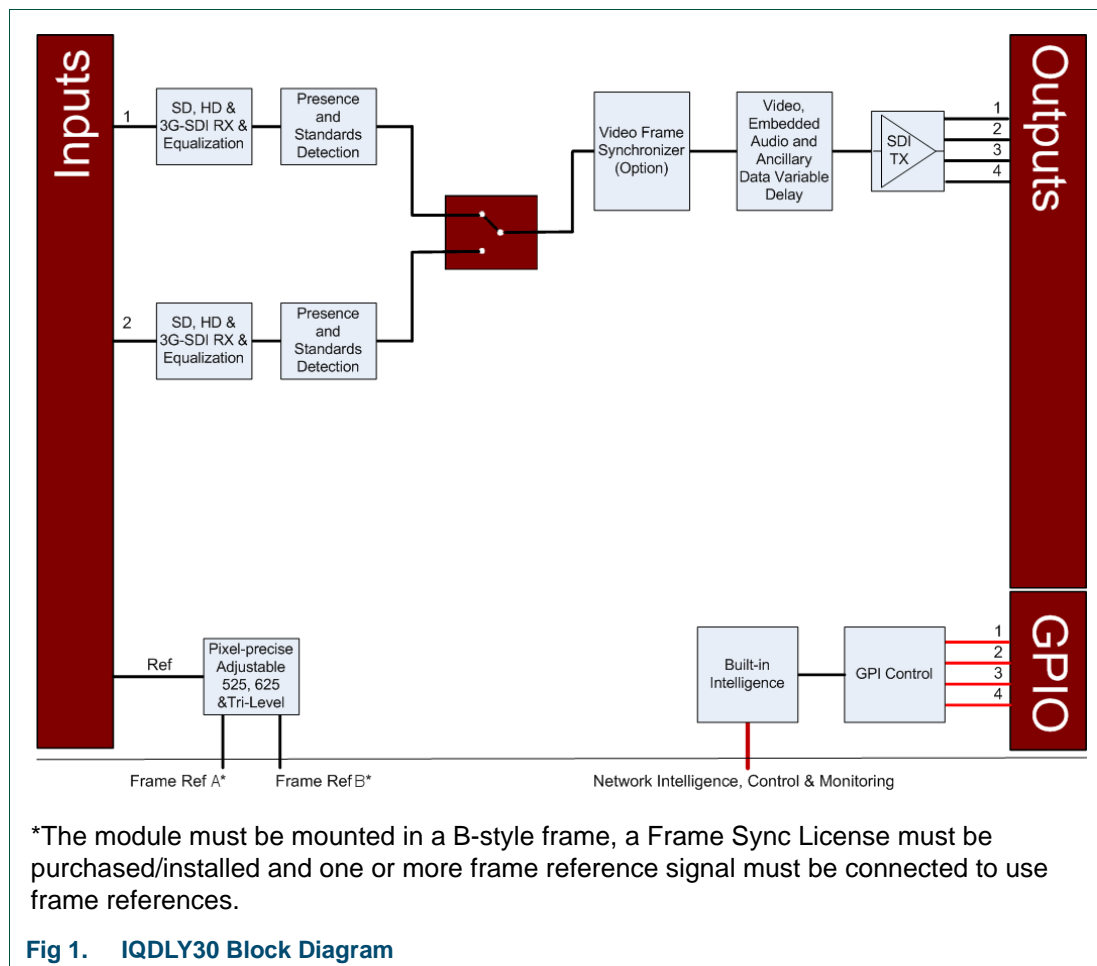 Inputs
1
SD, HD &
3G-SDI RX &
Equalization
Presence
and
Standards
Detection
Video Frame
Synchronizer
(Option)
Video,
Embedded
Audio and
Ancillary
Data Variable
Delay
SDI
TX
1
2
3
4
Outputs
2
SD, HD &
3G-SDI RX &
Equalization
Presence
and
Standards
Detection
Ref
Pixel-precise
Adjustable
525, 625
&Tri-Level
Built-in
Intelligence
GPI Control
1
2
3
4
GPIO
Frame Ref A*
Frame Ref B*
Network Intelligence, Control & Monitoring
*The module must be mounted in a B-style frame, a Frame Sync License must be
purchased/installed and one or more frame reference signal must be connected to use
frame references.
Fig 1. IQDLY30 Block Diagram